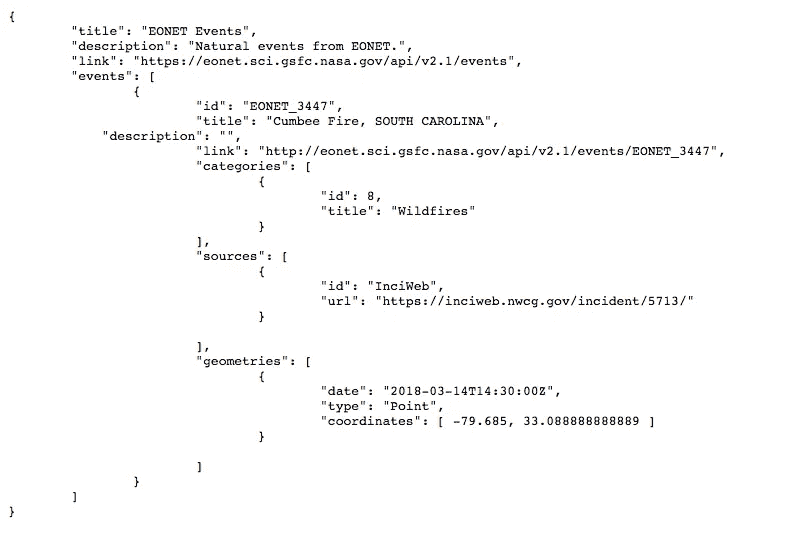 {
"title": "EONET Events",
"description": "Natural events from EONET.",
"link": "https://eonet.sci.gsfc.nasa.gov/api/v2.1/events",
"events": [
{
"id": "EONET_3447",
"title": "Cumbee Fire, SOUTH CAROLINA",
"description": "",
"link": "http://eonet.sci.gsfc.nasa.gov/api/v2.1/events/EONET_3447",
"categories": [
{
"id": 8,
"title": "Wildfires"
}
],
"sources": [
{
"id": "InciWeb",
"url": "https://inciweb.nwcg.gov/incident/5713/"
}
],
"geometries": [
{
"date": "2018-03-14T14:30:00Z",
"type": "Point",
"coordinates": [ -79.685, 33.088888888889 ]
}
]
}
]
}